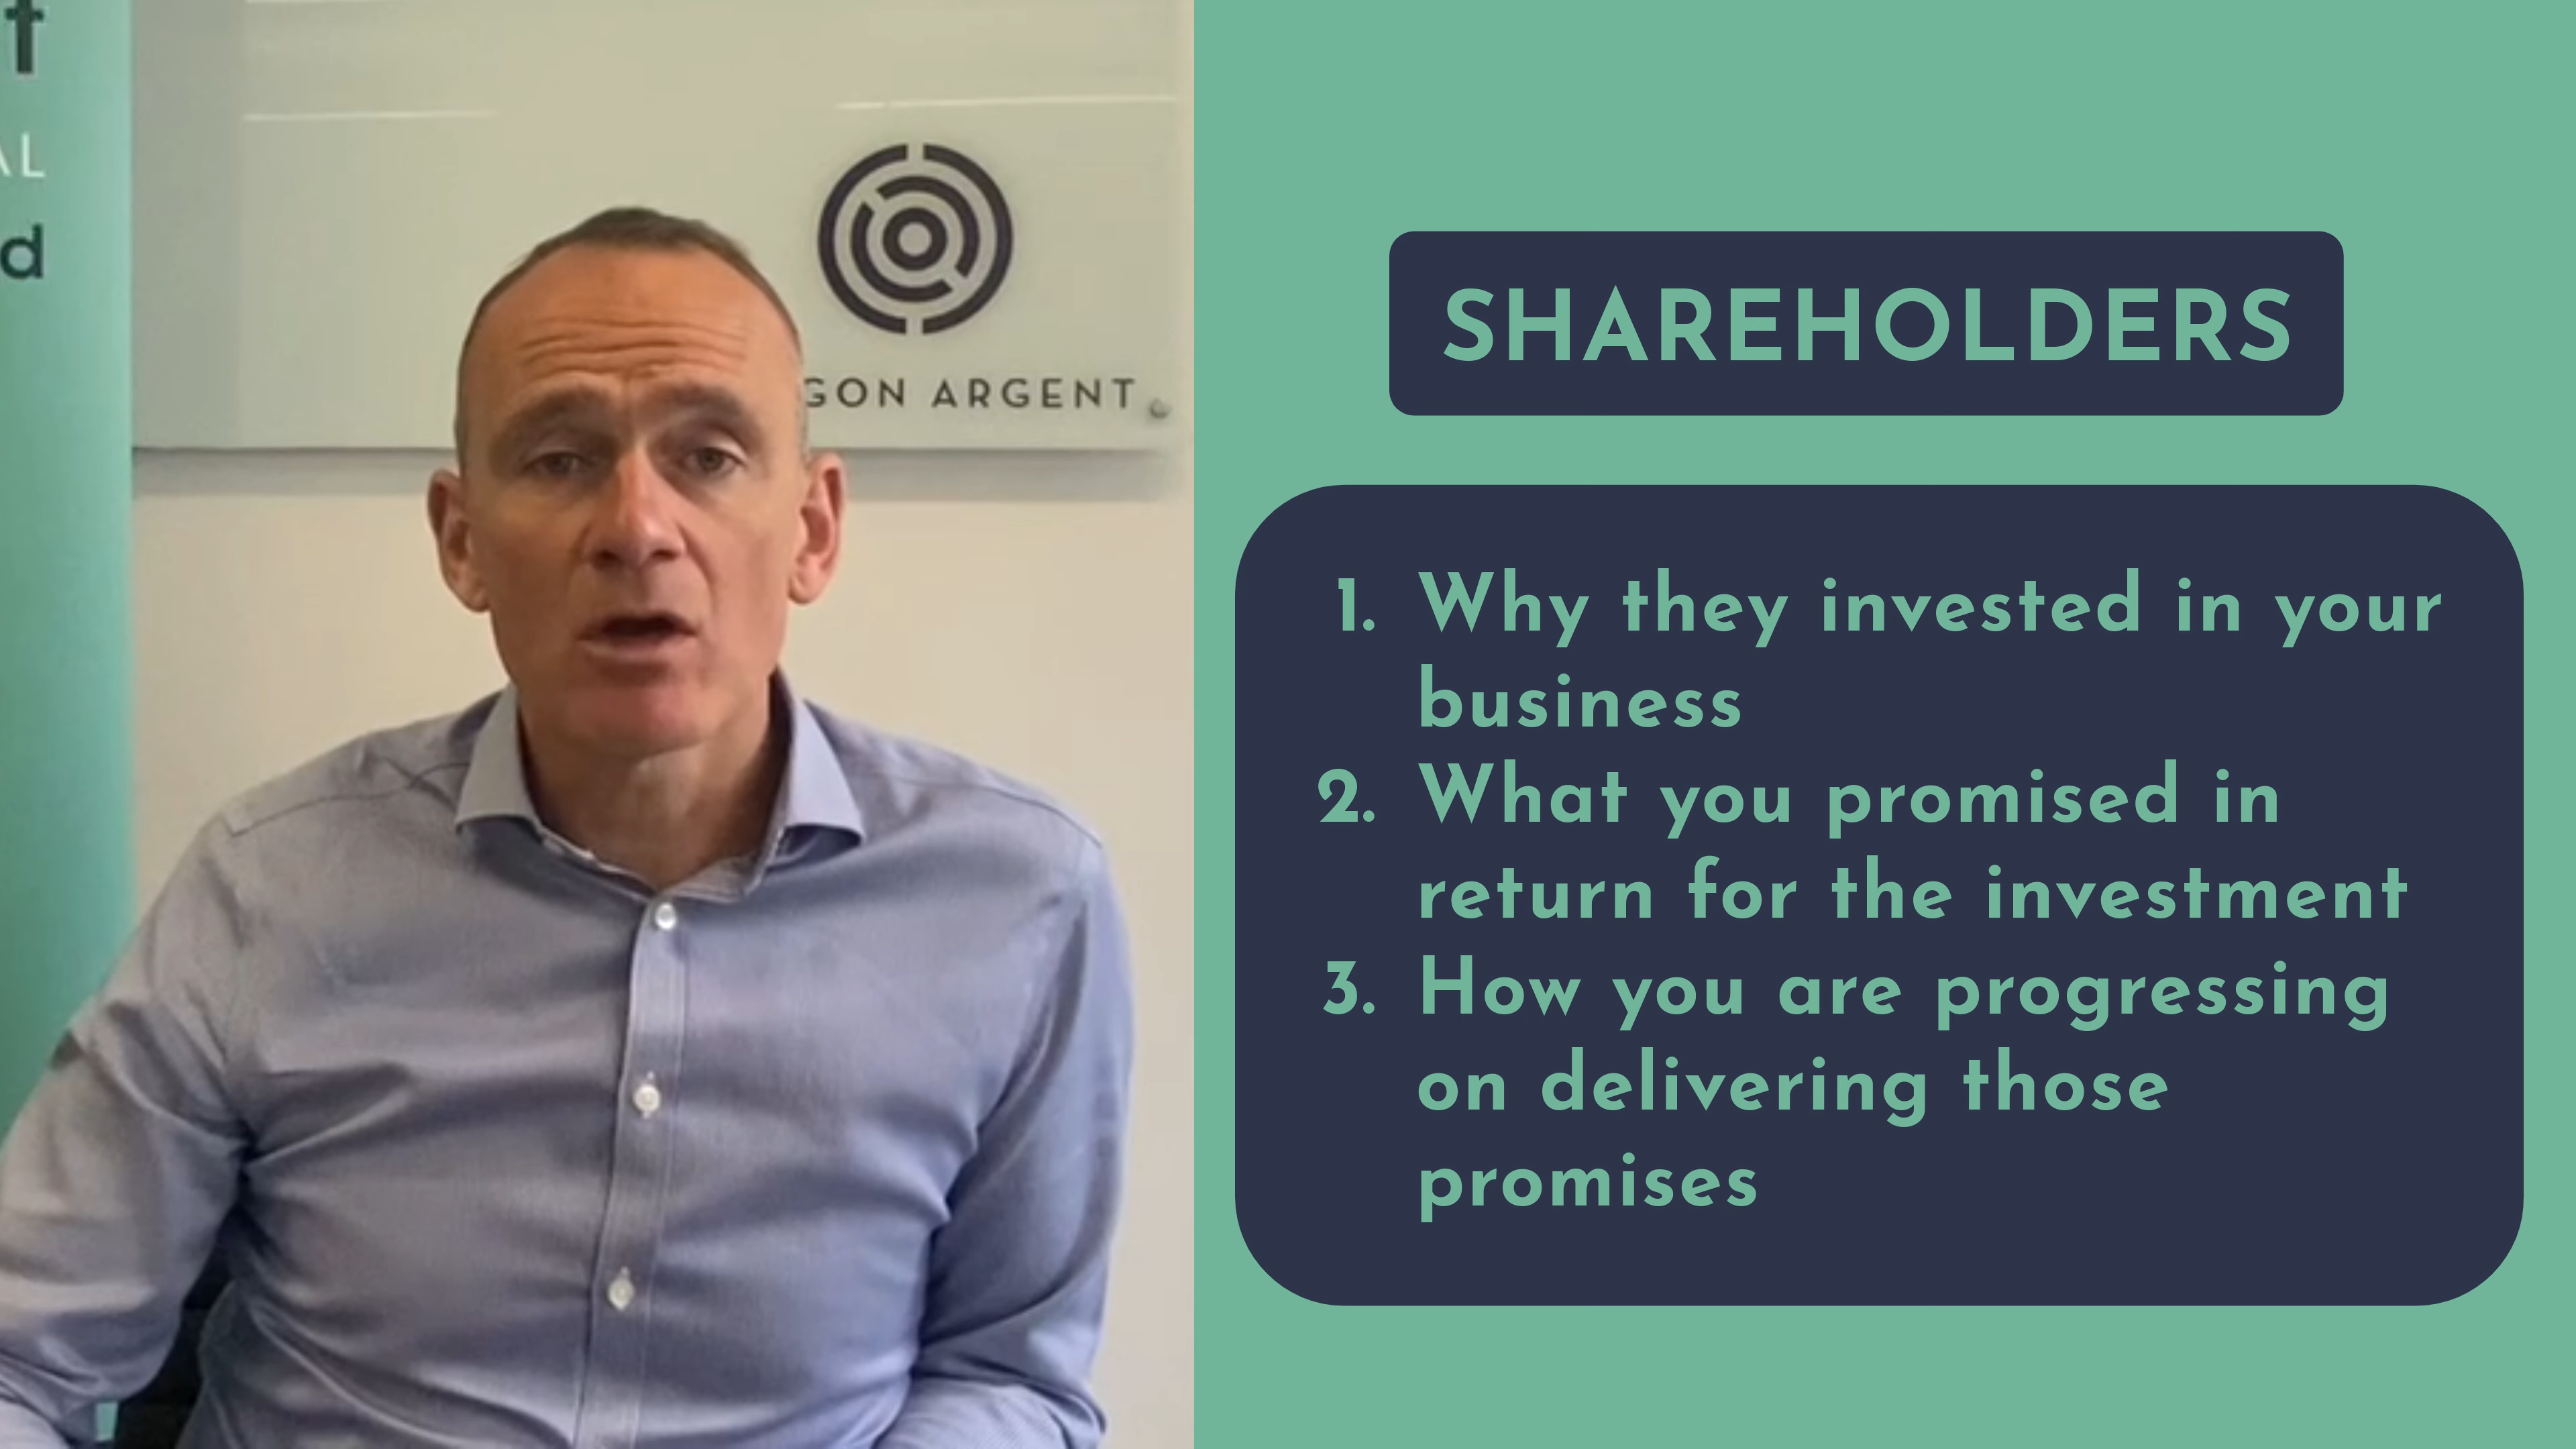 t
AL
d
GON ARGENT
SHAREHOLDERS
1. Why they invested in your
business
2. What you promised in
return for the investment
3. How you are progressing
on delivering those
promises